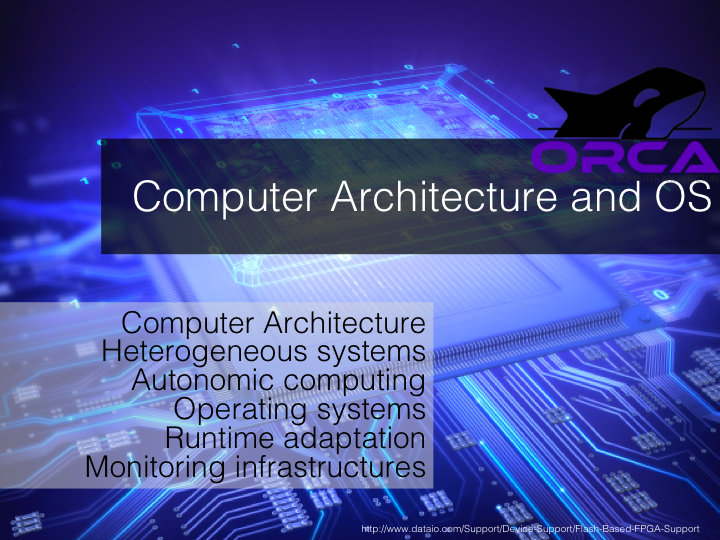 ORCA
Computer Architecture and OS
Computer Architecture
Heterogeneous systems
Autonomic computing
Operating systems
Runtime adaptation
Monitoring infrastructures
http://www.dataio.com/Support/Device-Support/Flash-Based-FPGA-Support